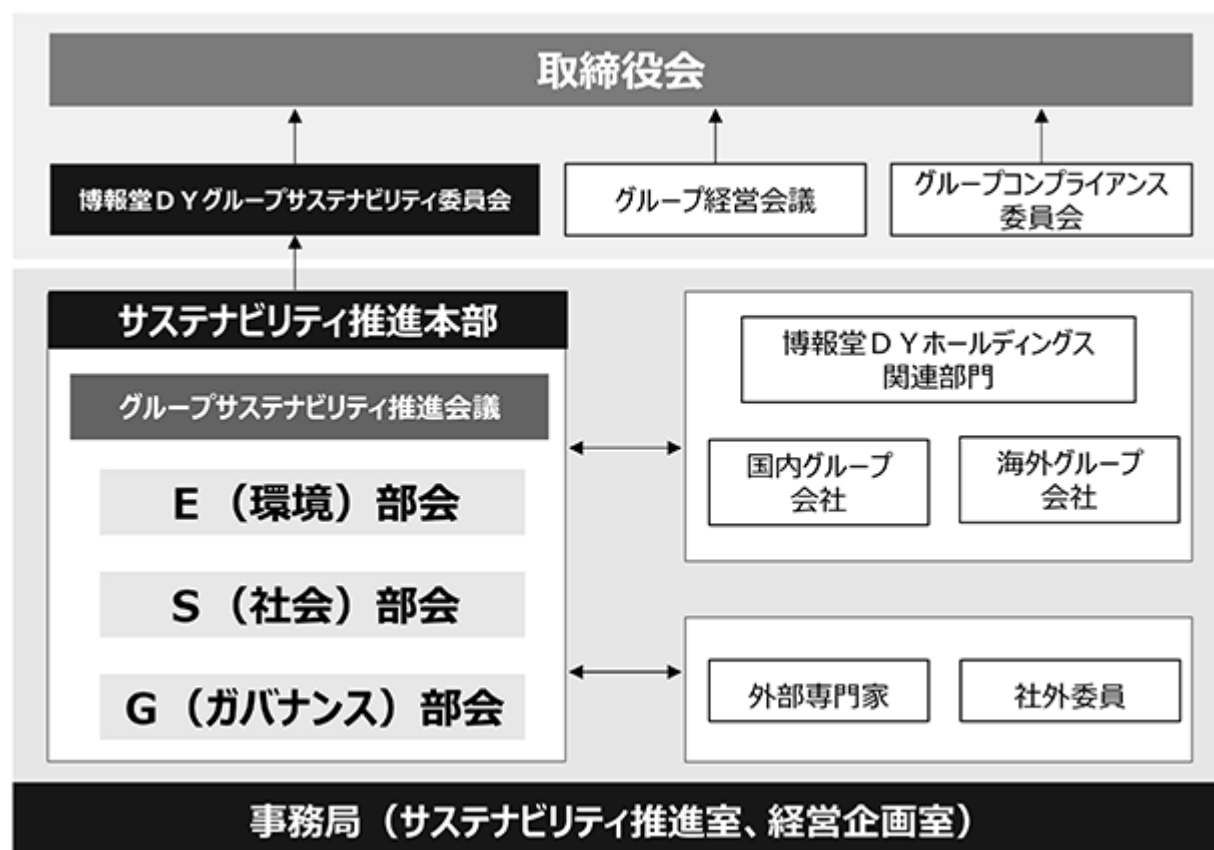 取締役会
博報堂ＤＹグループサステナビリティ委員会
グループ経営会議
グループコンプライアンス
委員会
サステナビリティ推進本部
グループサステナビリティ推進会議
E （環境）部会
S （社会）部会
G （ガバナンス）部会
博報堂ＤＹホールディングス
関連部門
国内グループ
会社
海外グループ
会社
外部専門家
社外委員
事務局（サステナビリティ推進室、経営企画室）